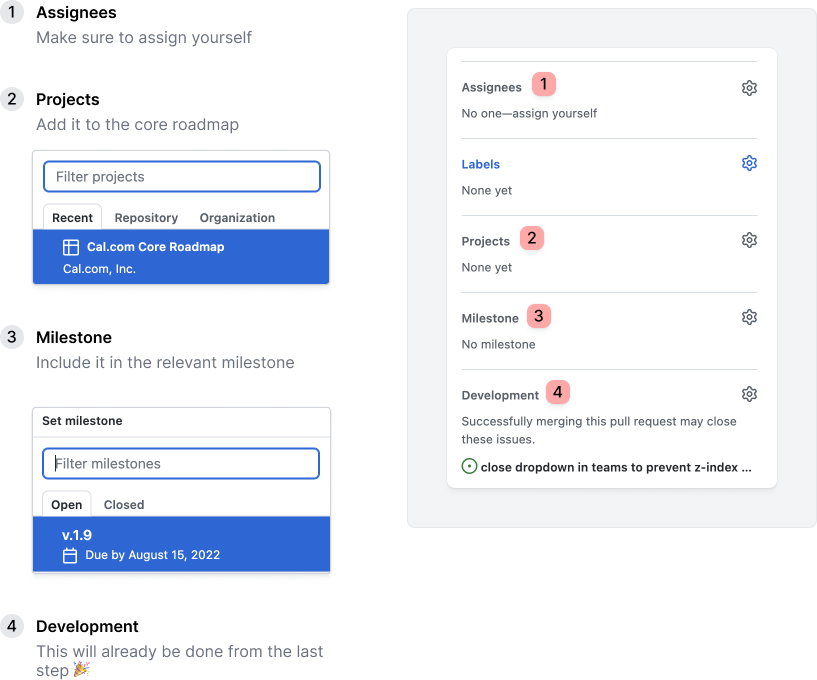 1 Assignees
Make sure to assign yourself
2 Projects
Add it to the core roadmap
Filter projects
Recent Repository Organization
Cal.com Core Roadmap
Cal.com, Inc.
3 Milestone
Include it in the relevant milestone
Set milestone
Filter milestones
Open Closed
v.1.9
Due by August 15, 2022
4 Development
This will already be done from the last
step 🎉
Assignees 1
No one—assign yourself
Labels
None yet
Projects 2
None yet
Milestone 3
No milestone
Development 4
Successfully merging this pull request may close
these issues.
close dropdown in teams to prevent z-index ...